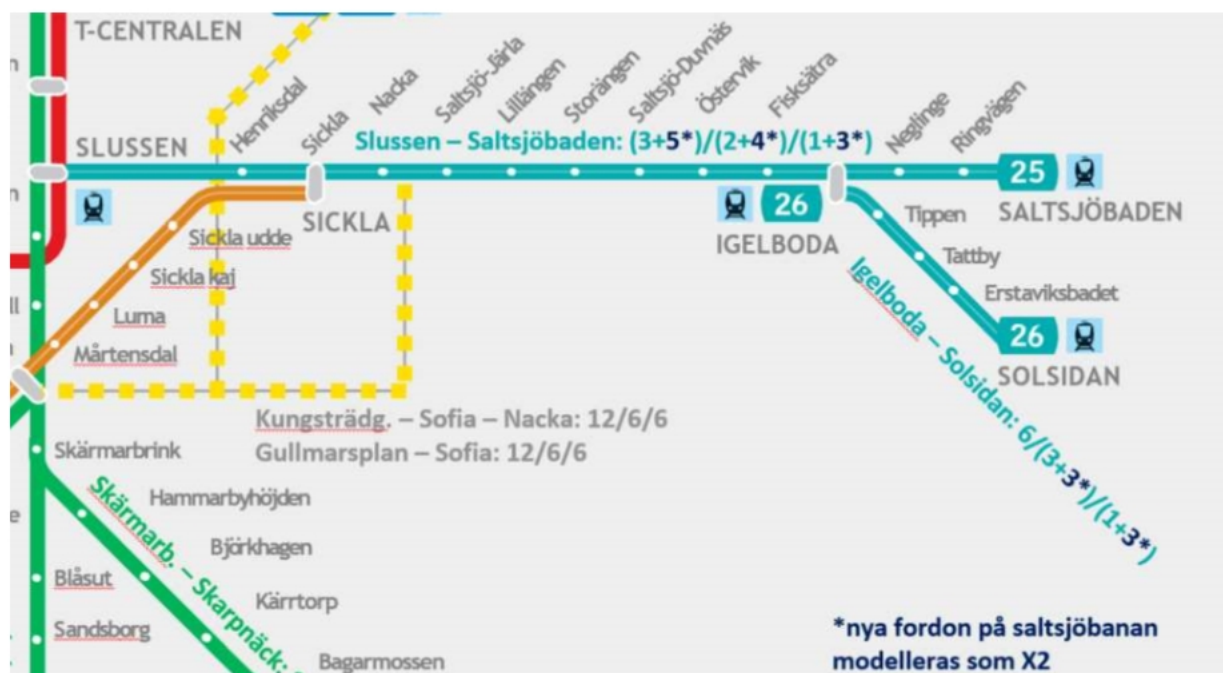 T-CENTRALEN
SLUSSEN
Henriksdal
Sickla
Nacka
Saltsjö-Järla
Lillängen
Storängen
Saltsjö-Duvnäs
Östervik
Fisksätra
Neglinge
Ringvägen
Slussen – Saltsjöbaden: (3+5*)/(2+4*)/(1+3*)
25
SALTSJÖBADEN
26
IGELBODA
SICKLA
Sickla udde
Sickla kaj
Luma
Mårtensdal
Tippen
Tattby
Erstaviksbadet
26
SOLSIDAN
Igelboda – Solsidan: 6/(3+3*)/(1+3*)
Kungsträdg. – Sofia – Nacka: 12/6/6
Gullmarsplan – Sofia: 12/6/6
Skärmarbrink
Hammarbyhöjden
Björkhagen
Kärrtorp
Bagarmossen
Skärmarb. – Skarpnäck:
Blåsut
Sandsborg
*nya fordon på saltsjöbanan
modelleras som X2